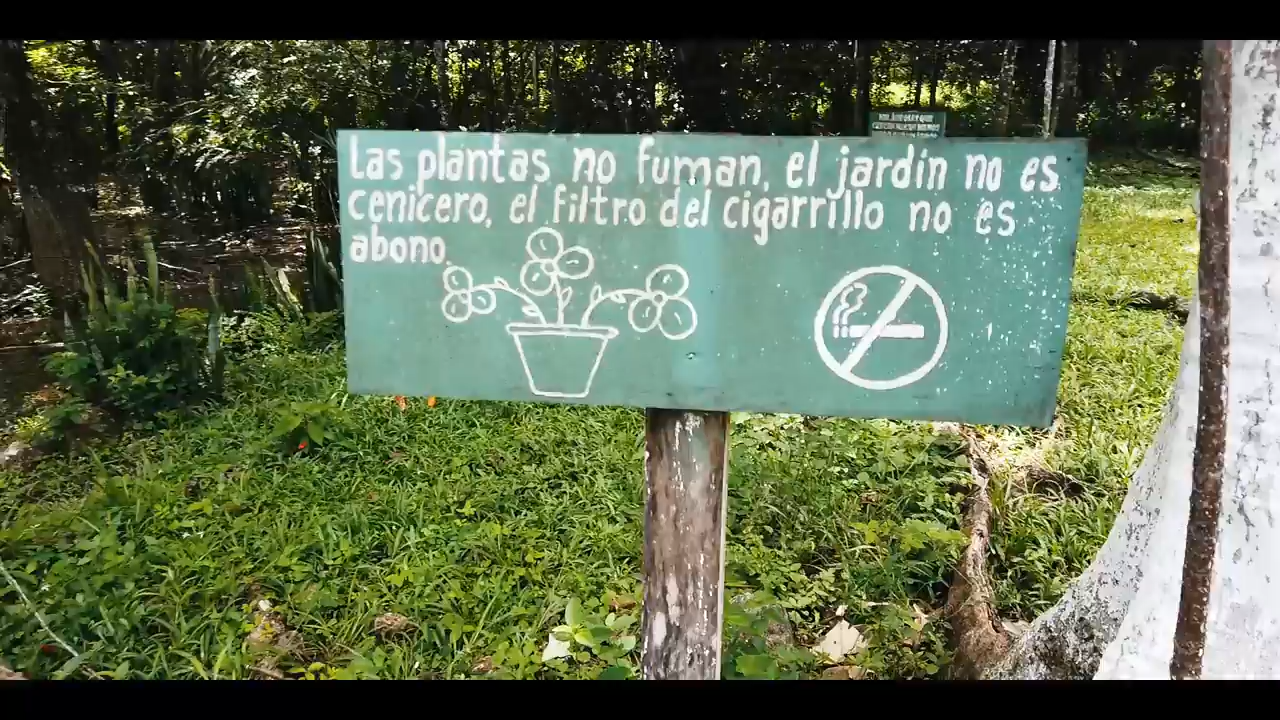 Las plantas no fuman, el jardín no es
cenicero, el filtro del cigarrillo no es
abono.